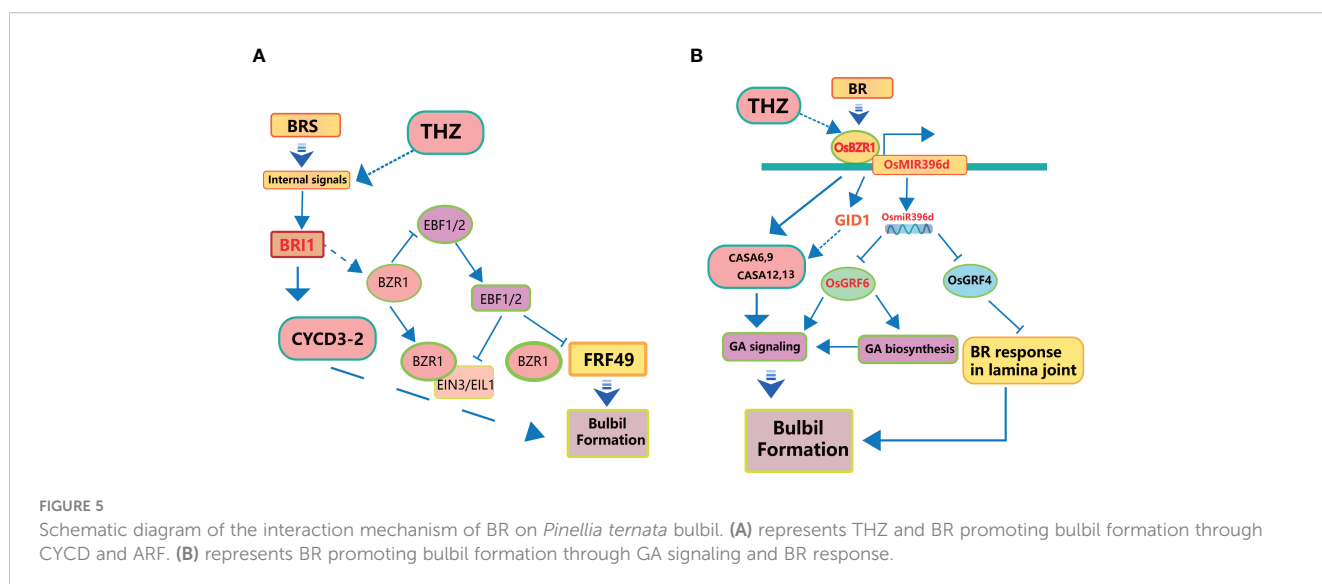 A
BRS
THZ
Internal signals
BRI1
EBF1/2
BZR1
EBF1/2
CYCD3-2
BZR1
EIN3/EIL1
BZR1
FRF49
Bulbil
Formation
B
BR
THZ
OsBZR1
OsMIR396d
GID1
OsmiR396d
CASA6,9
CASA12,13
OsGRF6
OsGRF4
GA signaling
GA biosynthesis
BR response
in lamina joint
Bulbil
Formation
FIGURE 5
Schematic diagram of the interaction mechanism of BR on Pinellia ternata bulbil. (A) represents THZ and BR promoting bulbil formation through
CYCD and ARF. (B) represents BR promoting bulbil formation through GA signaling and BR response.